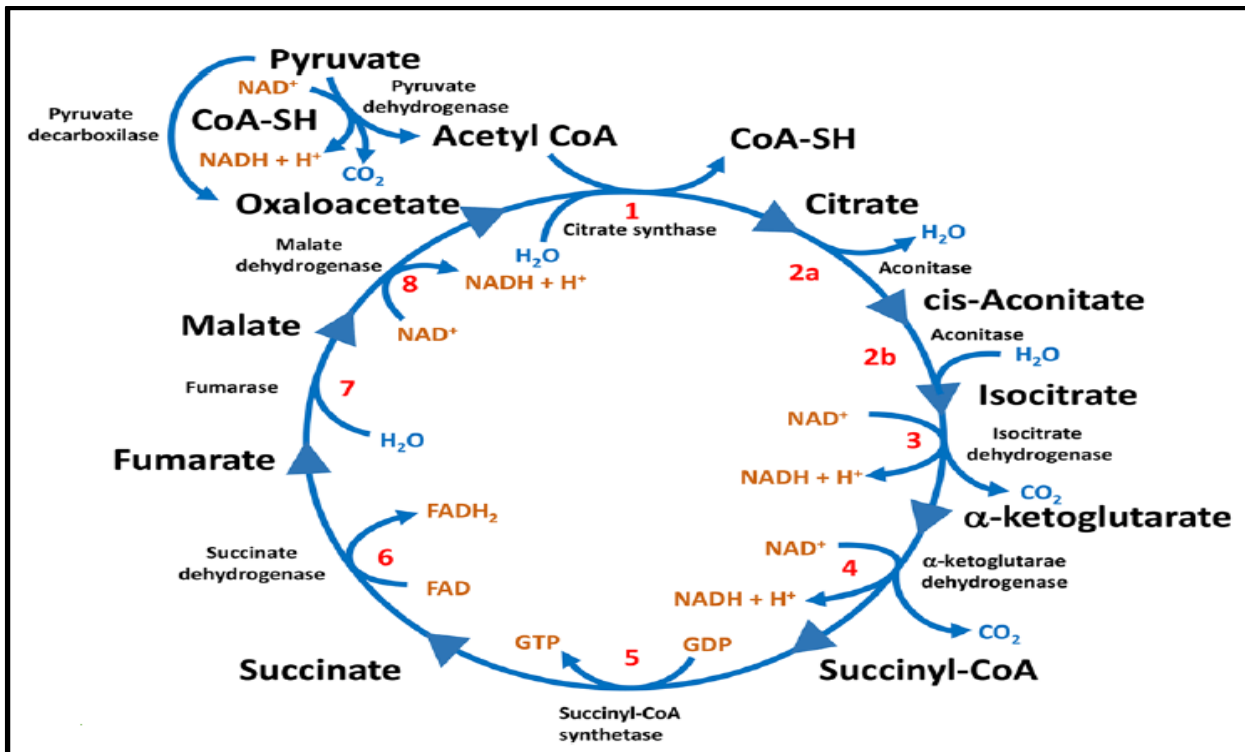 Pyruvate
NAD⁺
Pyruvate
dehydrogenase
Pyruvate
decarboxilase
CoA-SH
NADH + H⁺
CO₂
Acetyl CoA
CoA-SH
Oxaloacetate
1
Citrate synthase
H₂O
Citrate
H₂O
2a
Aconitase
cis-Aconitate
Aconitase
2b
H₂O
Isocitrate
NAD⁺
3
Isocitrate
dehydrogenase
NADH + H⁺
CO₂
α-ketoglutarate
NAD⁺
4
α-ketoglutarae
dehydrogenase
NADH + H⁺
CO₂
Succinyl-CoA
GDP
5
GTP
Succinyl-CoA
synthetase
Succinate
FAD
6
Succinate
dehydrogenase
FADH₂
Fumarate
H₂O
7
Fumarase
Malate
NAD⁺
8
Malate
dehydrogenase
NADH + H⁺